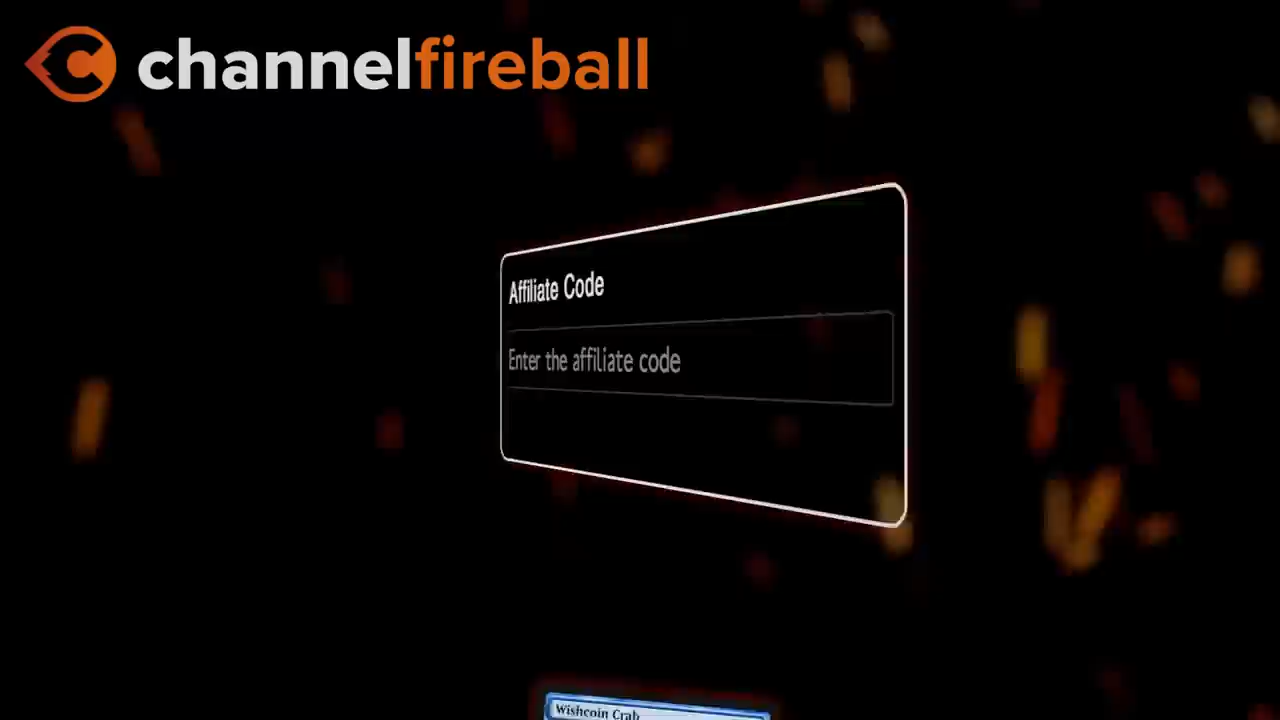 channelfireball
Affiliate Code
Enter the affiliate code
Wishcoin Crab